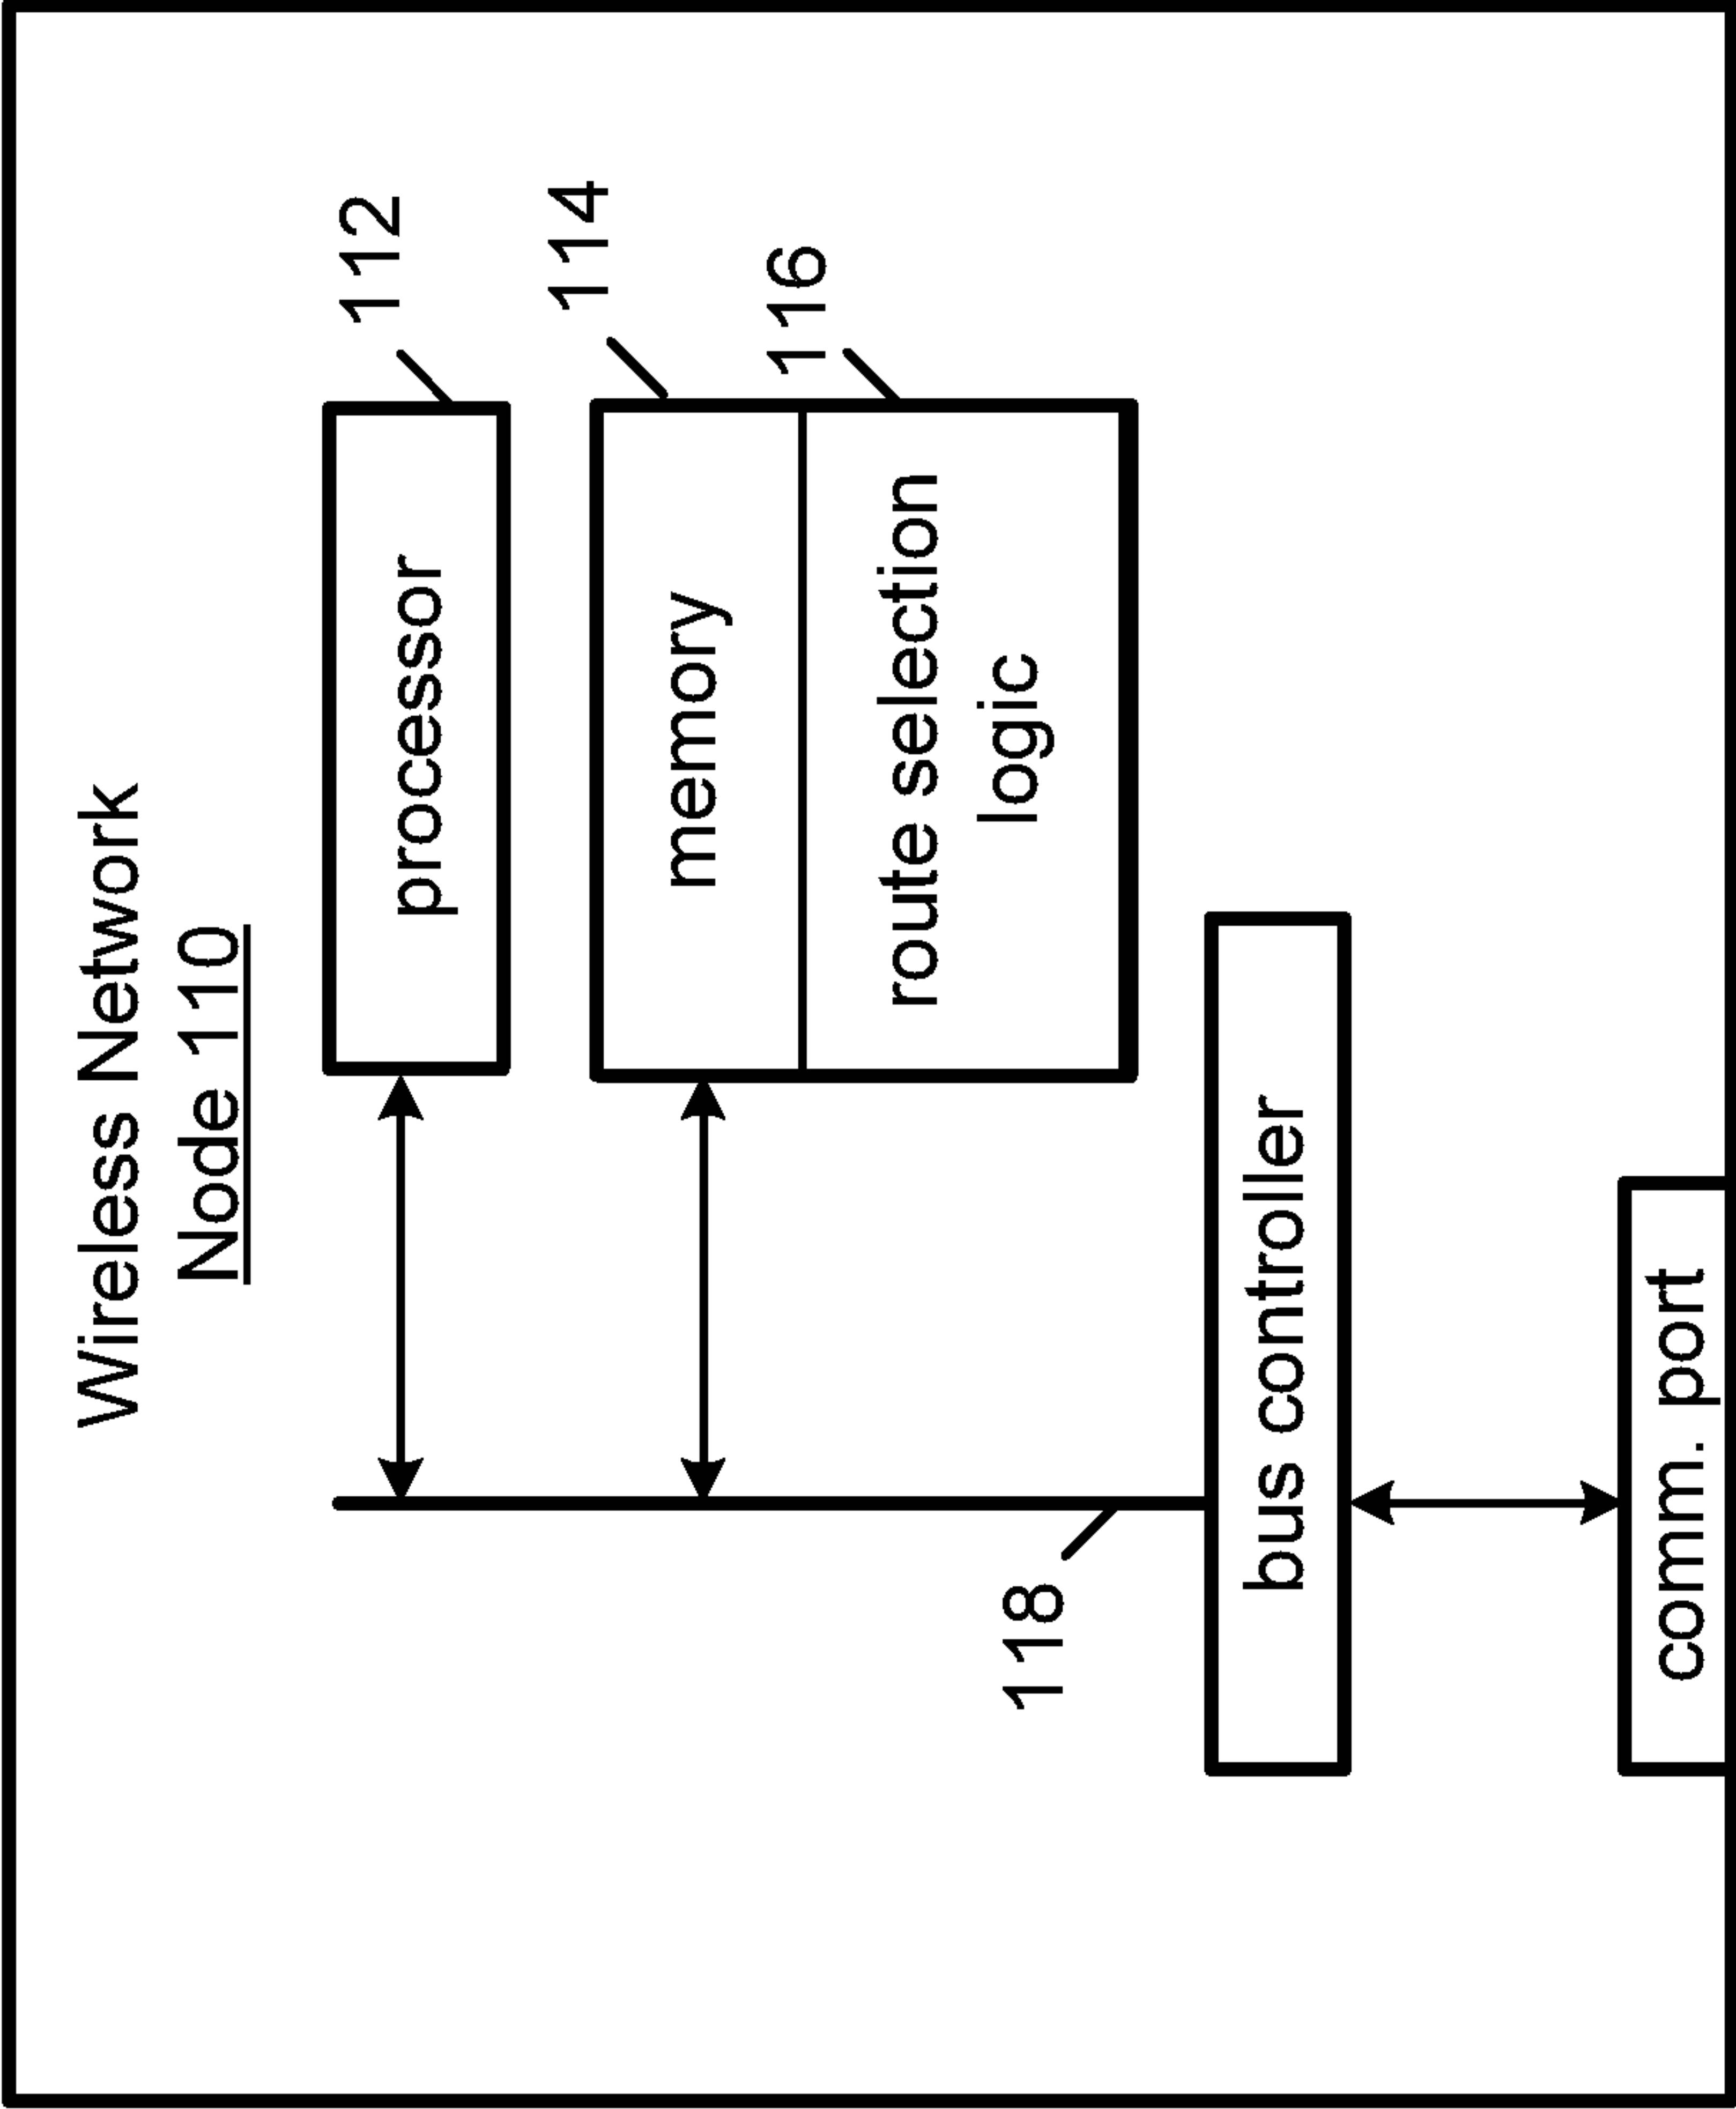 Wireless Network
Node 110
processor
112
memory
114
route selection
logic
116
118
bus controller
comm. port